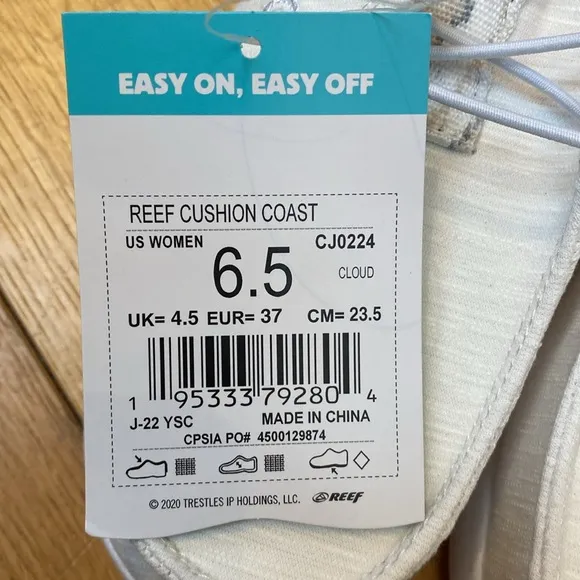 EASY ON, EASY OFF
REEF CUSHION COAST
US WOMEN 6.5 CJ0224
CLOUD
UK= 4.5 EUR= 37 CM= 23.5
1 95333 79280 4
J-22 YSC MADE IN CHINA
CPSIA PO# 4500129874
© 2020 TRESTLES IP HOLDINGS, LLC. REEF